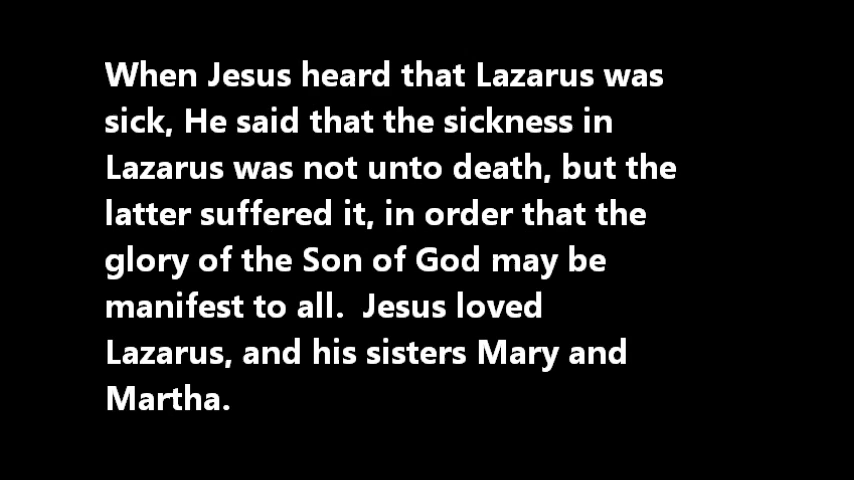 When Jesus heard that Lazarus was
sick, He said that the sickness in
Lazarus was not unto death, but the
latter suffered it, in order that the
glory of the Son of God may be
manifest to all.  Jesus loved
Lazarus, and his sisters Mary and
Martha.